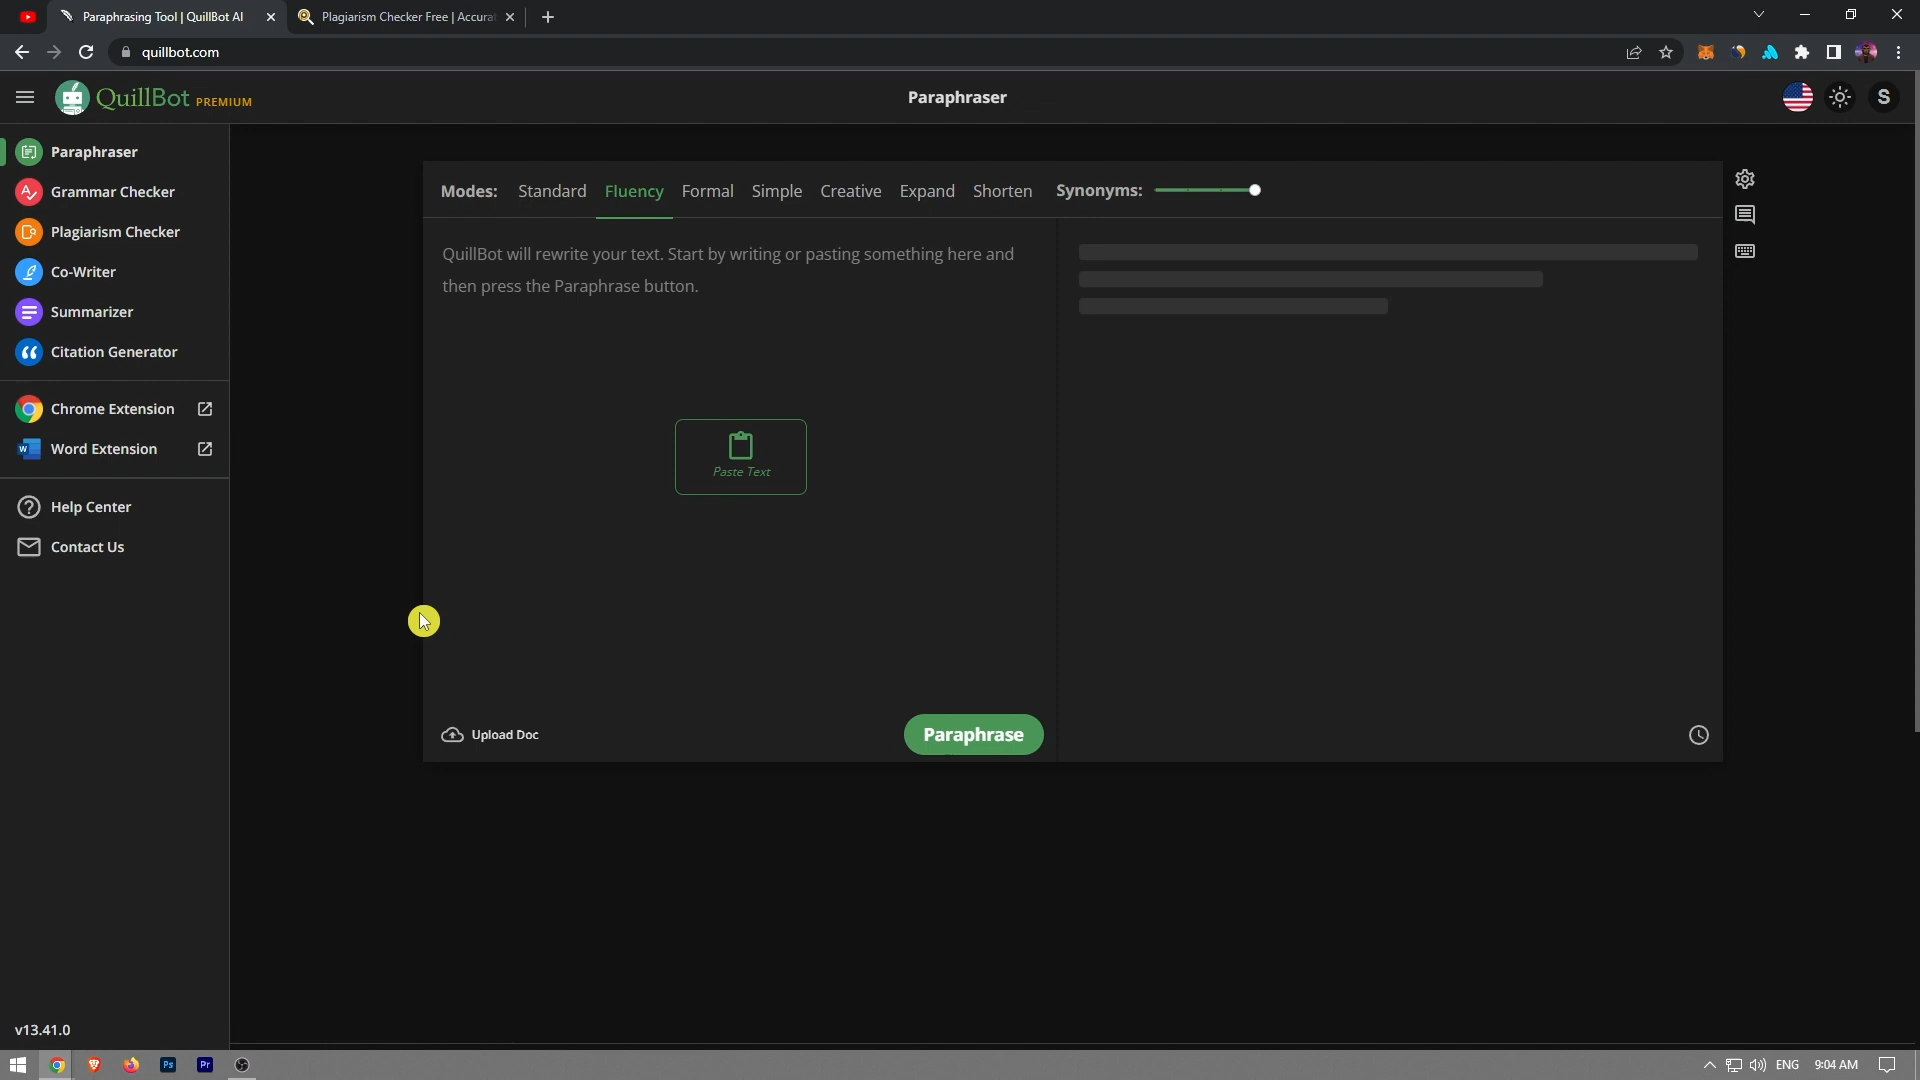 Paraphrasing Tool | QuillBot AI
Plagiarism Checker Free | Accurat
quillbot.com
QuillBot PREMIUM
Paraphraser
S
Paraphraser
Grammar Checker
Plagiarism Checker
Co-Writer
Summarizer
Citation Generator
Chrome Extension
Word Extension
Help Center
Contact Us
v13.41.0
Modes: Standard Fluency Formal Simple Creative Expand Shorten Synonyms:
QuillBot will rewrite your text. Start by writing or pasting something here and
then press the Paraphrase button.
Paste Text
Upload Doc
Paraphrase
Ps
Pr
ENG
9:04 AM